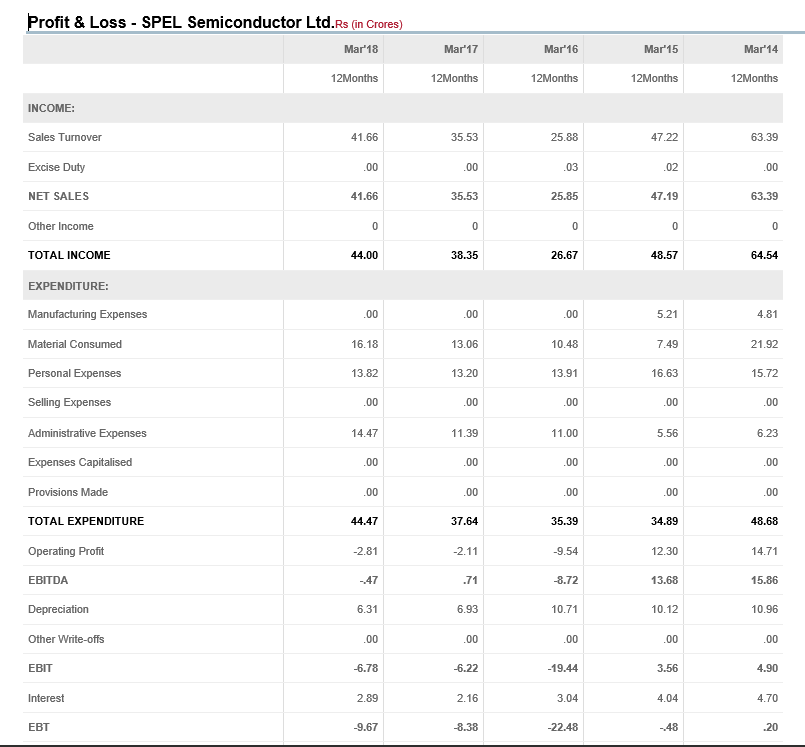 Profit & Loss - SPEL Semiconductor Ltd.Rs (in Crores)
Mar'18 Mar'17 Mar'16 Mar'15 Mar'14
12Months 12Months 12Months 12Months 12Months
INCOME:
Sales Turnover 41.66 35.53 25.88 47.22 63.39
Excise Duty .00 .00 .03 .02 .00
NET SALES 41.66 35.53 25.85 47.19 63.39
Other Income 0 0 0 0 0
TOTAL INCOME 44.00 38.35 26.67 48.57 64.54
EXPENDITURE:
Manufacturing Expenses .00 .00 .00 5.21 4.81
Material Consumed 16.18 13.06 10.48 7.49 21.92
Personal Expenses 13.82 13.20 13.91 16.63 15.72
Selling Expenses .00 .00 .00 .00 .00
Administrative Expenses 14.47 11.39 11.00 5.56 6.23
Expenses Capitalised .00 .00 .00 .00 .00
Provisions Made .00 .00 .00 .00 .00
TOTAL EXPENDITURE 44.47 37.64 35.39 34.89 48.68
Operating Profit -2.81 -2.11 -9.54 12.30 14.71
EBITDA -.47 .71 -8.72 13.68 15.86
Depreciation 6.31 6.93 10.71 10.12 10.96
Other Write-offs .00 .00 .00 .00 .00
EBIT -6.78 -6.22 -19.44 3.56 4.90
Interest 2.89 2.16 3.04 4.04 4.70
EBT -9.67 -8.38 -22.48 -.48 .20